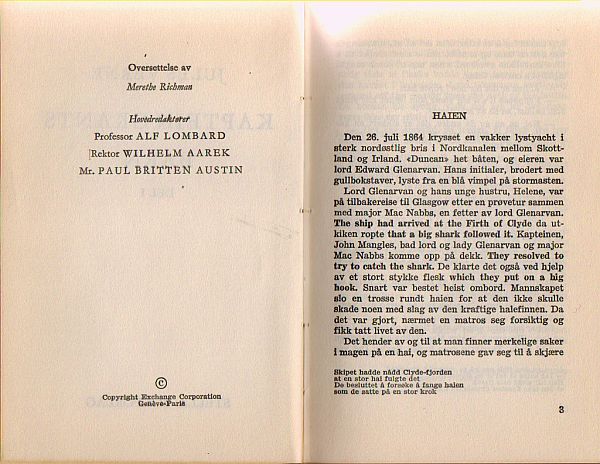 Oversettelse av
Merethe Richman
Hovedredaktører
Professor ALF LOMBARD
Rektor WILHELM AAREK
Mr. PAUL BRITTEN AUSTIN
©
Copyright Exchange Corporation
Genève-Paris
HAIEN
Den 26. juli 1864 krysset en vakker lystyacht i
sterk nordøstlig bris i Nordkanalen mellom Skott-
land og Irland. «Duncan» het båten, og eieren var
lord Edward Glenarvan. Hans initialer, brodert med
gullbokstaver, lyste fra en blå vimpel på stormasten.
Lord Glenarvan og hans unge hustru, Helene, var
på tilbakereise til Glasgow etter en prøvetur sammen
med major Mac Nabbs, en fetter av lord Glenarvan.
The ship had arrived at the Firth of Clyde da ut-
kiken ropte that a big shark followed it. Kapteinen,
John Mangles, bad lord og lady Glenarvan og major
Mac Nabbs komme opp på dekk. They resolved to
try to catch the shark. De klarte det også ved hjelp
av et stort stykke flesk which they put on a big
hook. Snart var bestet heist ombord. Mannskapet
slo en trosse rundt haien for at den ikke skulle
skade noen med slag av den kraftige halefinnen. Da
det var gjort, nærmet en matros seg forsiktig og
fikk tatt livet av den.
Det hender av og til at man finner merkelige saker
i magen på en hai, og matrosene gav seg til å skjære
Skipet hadde nådd Clyde-fjorden
at en stor hai fulgte det
De besluttet å forsøke å fange haien
som de satte på en stor krok
3